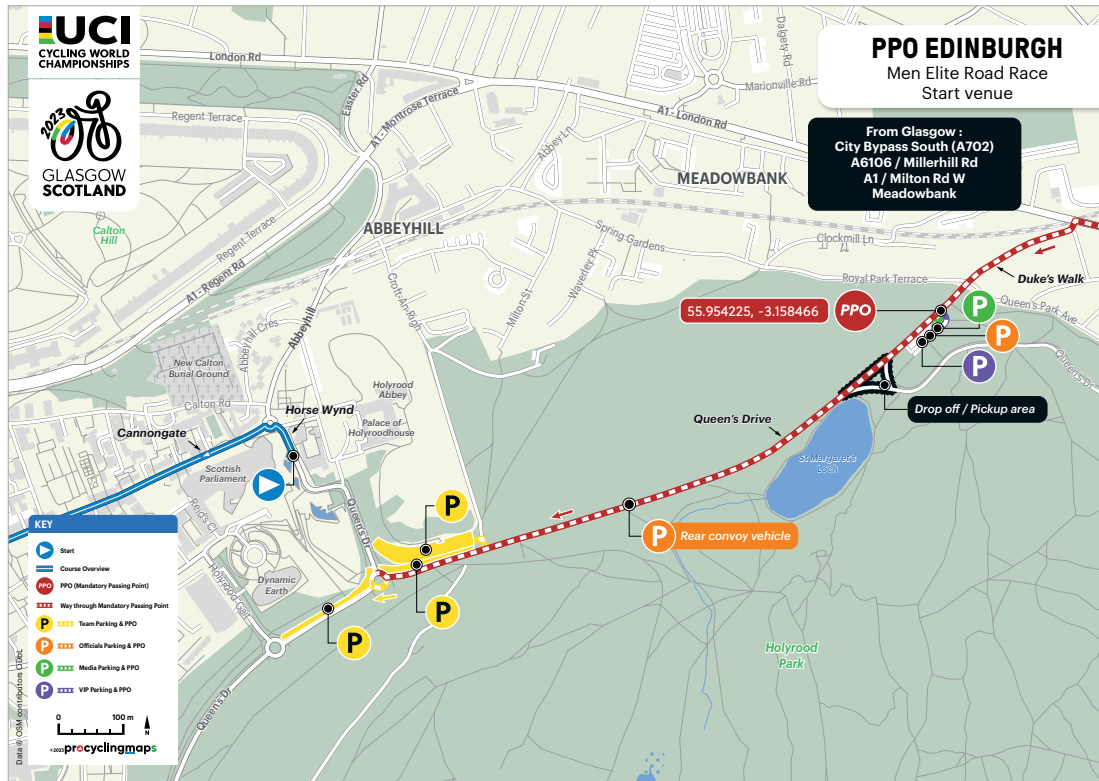 UCI
CYCLING WORLD
CHAMPIONSHIPS
2023
GLASGOW
SCOTLAND
PPO EDINBURGH
Men Elite Road Race
Start venue
From Glasgow :
City Bypass South (A702)
A6106 / Millerhill Rd
A1 / Milton Rd W
Meadowbank
London Rd
Easter Rd
A1 - Montrose Terrace
Dalgety Rd
Marionville Rd
A1 - London Rd
Regent Terrace
Abbey Ln
MEADOWBANK
Calton
Hill
Regent Terrace
ABBEYHILL
Spring Gardens
Clockmill Ln
A1 - Regent Rd
Waverley Pl
Croft-An-Righ
Milton St
Royal Park Terrace
Duke's Walk
Queen's Park Ave
55.954225, -3.158466
PPO
P
P
P
Queen's Dr
Abbeyhill
Abbeyhill Cres
New Calton
Burial Ground
Calton Rd
Holyrood
Abbey
Palace of
Holyroodhouse
Horse Wynd
Cannongate
Scottish
Parliament
Drop off / Pickup area
Queen's Drive
St Margaret's
Loch
Reid's Cl
Queen's Dr
P
P
Rear convoy vehicle
Holyrood Gait
Dynamic
Earth
P
P
Queen's Dr
Holyrood
Park
KEY
Start
Course Overview
PPO
PPO (Mandatory Passing Point)
Way through Mandatory Passing Point
P
Team Parking & PPO
P
Officials Parking & PPO
P
Media Parking & PPO
P
VIP Parking & PPO
0 100 m
N
©2023 procyclingmaps
Data © OSM contributors ODbL